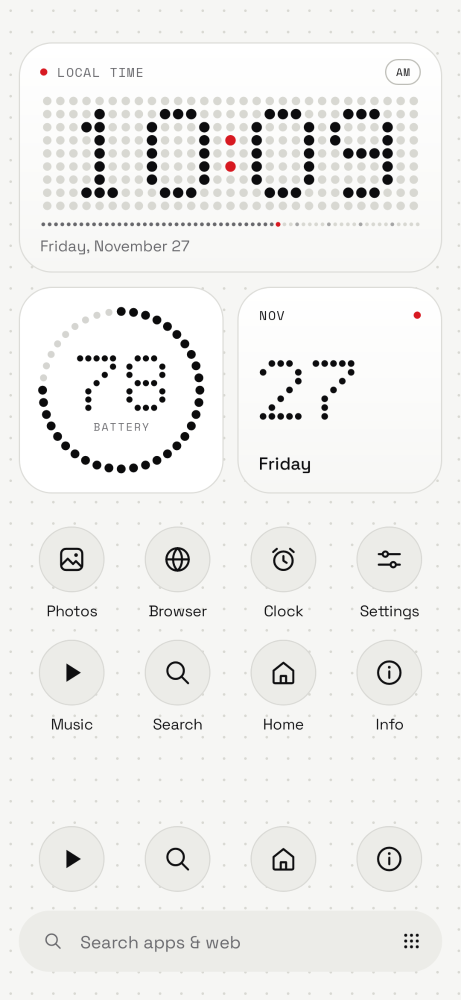 LOCAL TIME
AM
10:09
Friday, November 27
78
BATTERY
NOV
27
Friday
Photos
Browser
Clock
Settings
Music
Search
Home
Info
Search apps & web